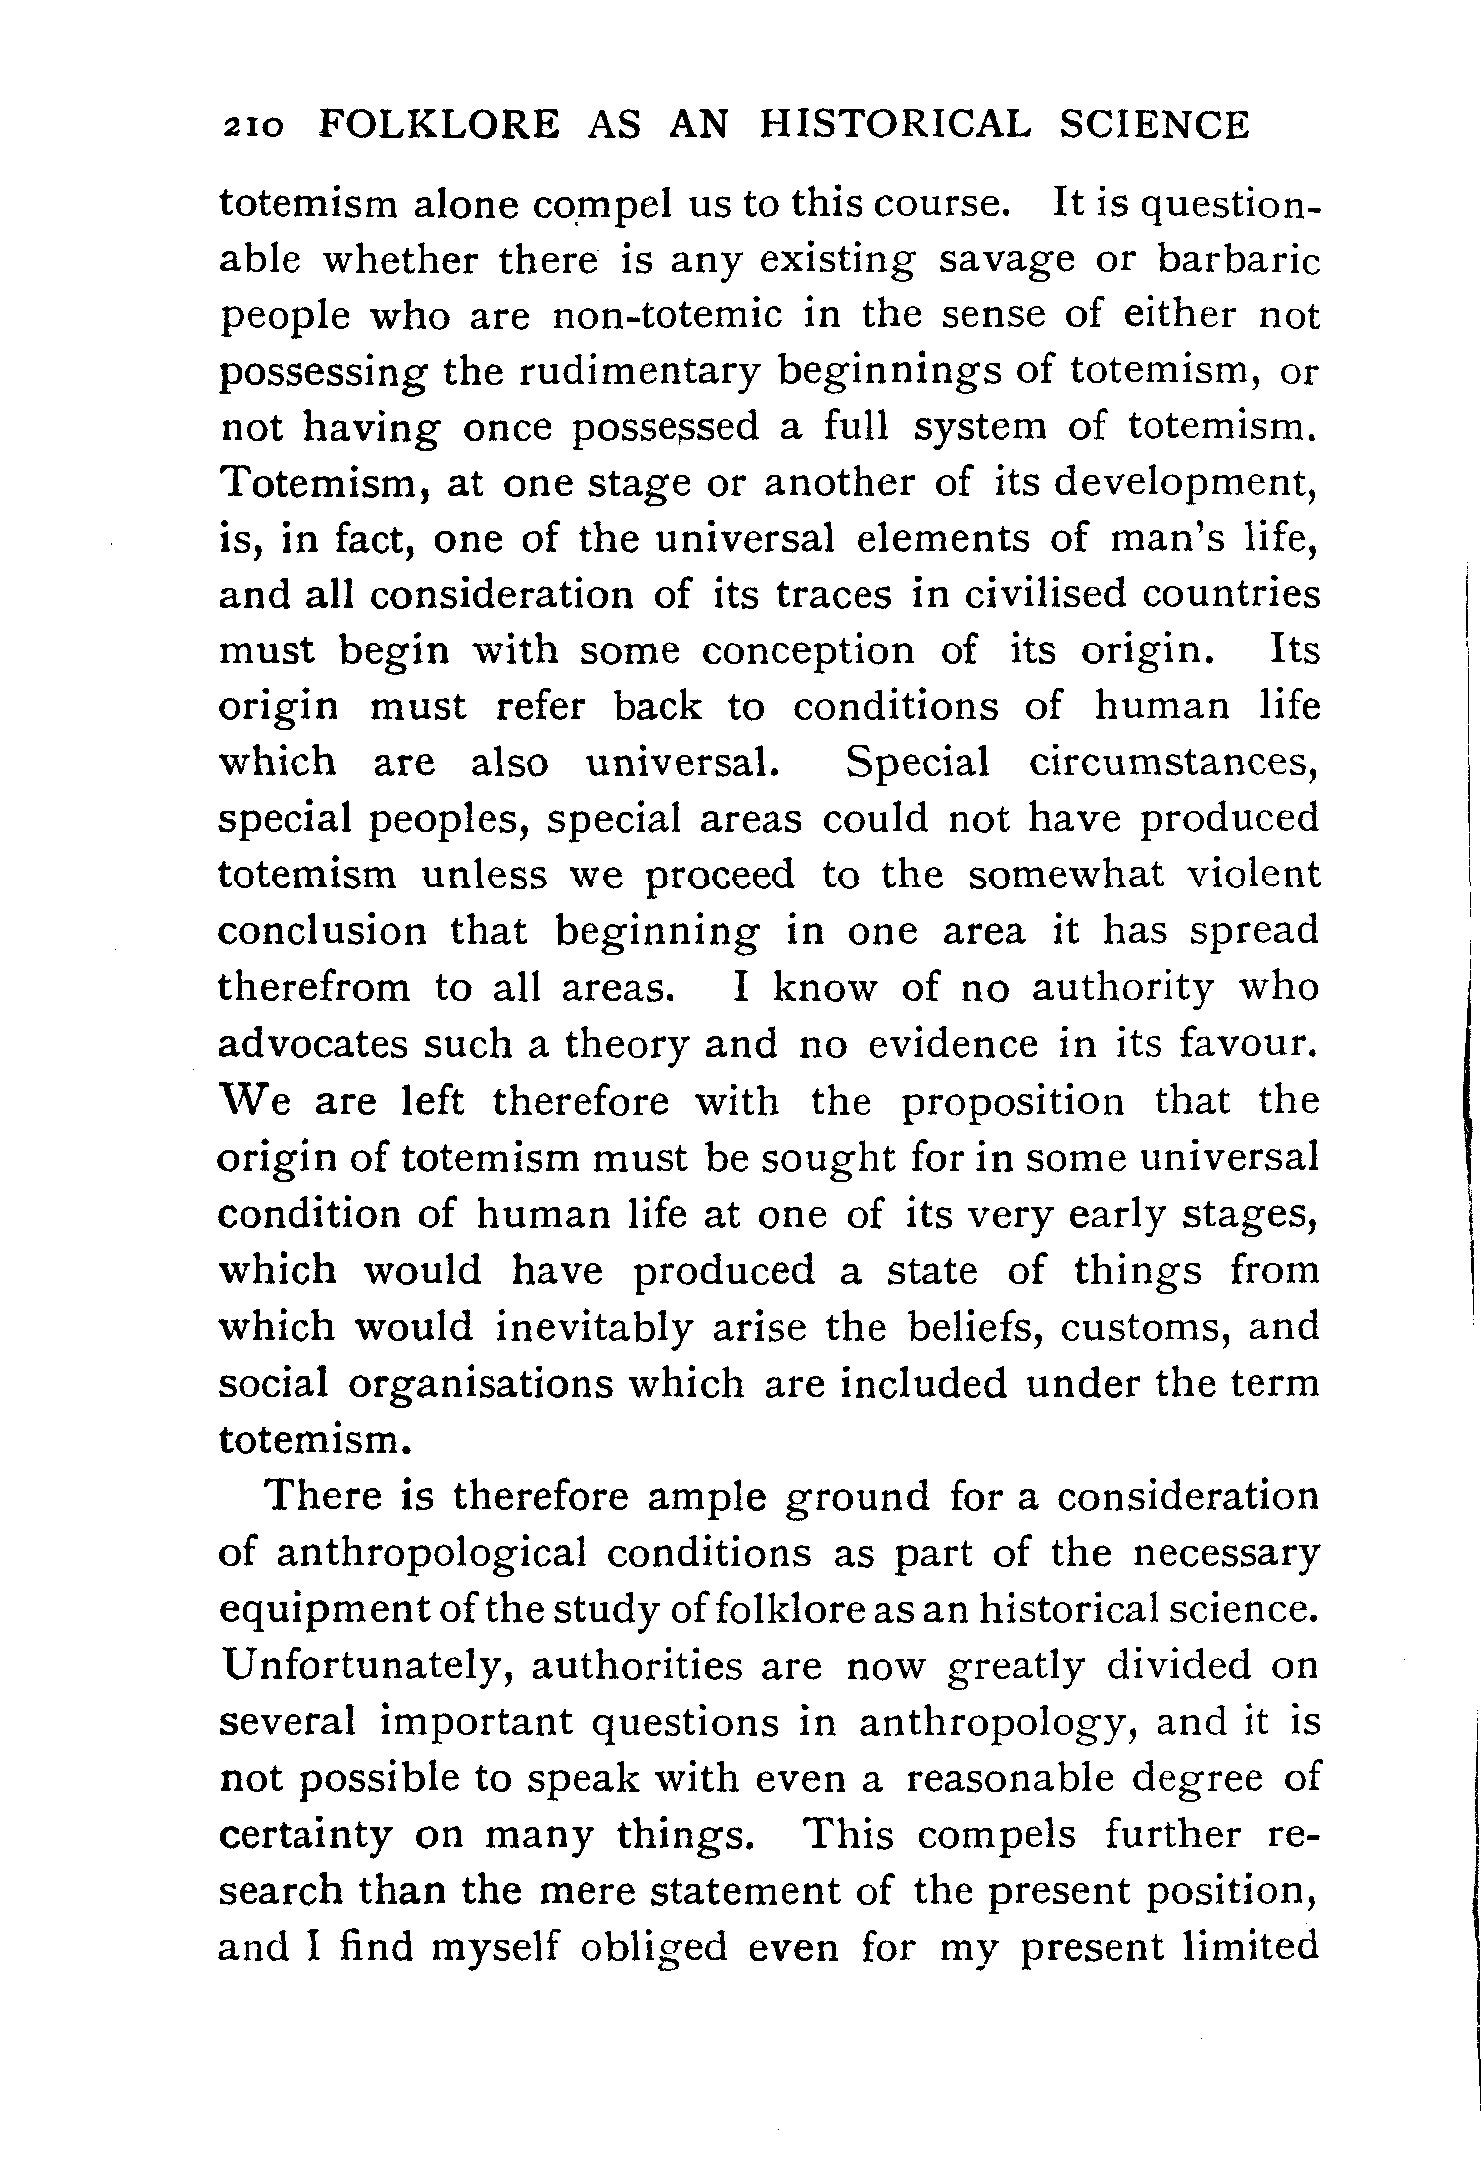 210 FOLKLORE AS AN HISTORICAL SCIENCE
totemism alone compel us to this course. It is question-
able whether there is any existing savage or barbaric
people who are non-totemic in the sense of either not
possessing the rudimentary beginnings of totemism, or
not having once possessed a full system of totemism.
Totemism, at one stage or another of its development,
is, in fact, one of the universal elements of man's life,
and all consideration of its traces in civilised countries
must begin with some conception of its origin. Its
origin must refer back to conditions of human life
which are also universal. Special circumstances,
special peoples, special areas could not have produced
totemism unless we proceed to the somewhat violent
conclusion that beginning in one area it has spread
therefrom to all areas. I know of no authority who
advocates such a theory and no evidence in its favour.
We are left therefore with the proposition that the
origin of totemism must be sought for in some universal
condition of human life at one of its very early stages,
which would have produced a state of things from
which would inevitably arise the beliefs, customs, and
social organisations which are included under the term
totemism.
There is therefore ample ground for a consideration
of anthropological conditions as part of the necessary
equipment of the study of folklore as an historical science.
Unfortunately, authorities are now greatly divided on
several important questions in anthropology, and it is
not possible to speak with even a reasonable degree of
certainty on many things. This compels further re-
search than the mere statement of the present position,
and I find myself obliged even for my present limited